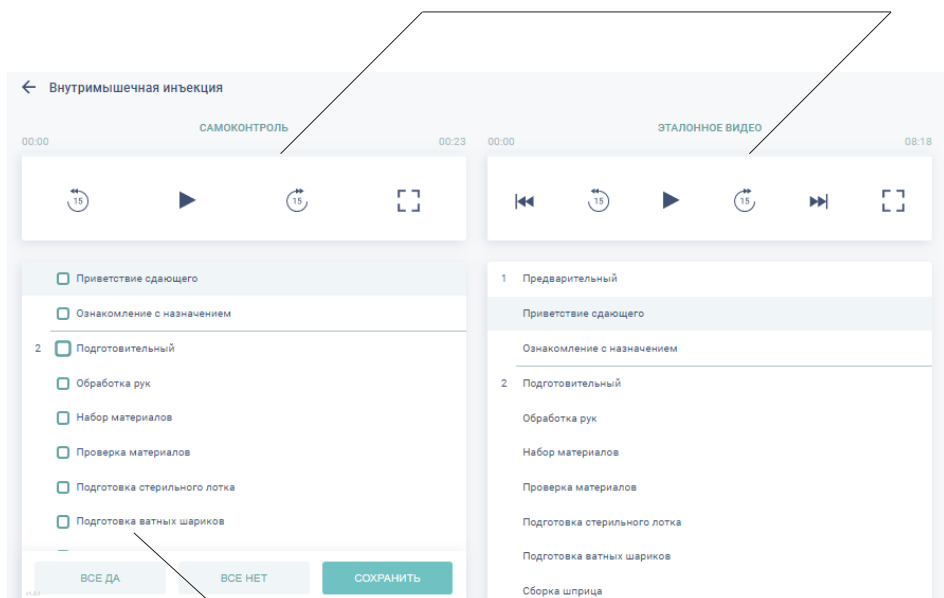 Внутримышечная инъекция
САМОКОНТРОЛЬ
00:00 00:23
15 15
Приветствие сдающего
Ознакомление с назначением
2 Подготовительный
Обработка рук
Набор материалов
Проверка материалов
Подготовка стерильного лотка
Подготовка ватных шариков
ВСЕ ДА ВСЕ НЕТ СОХРАНИТЬ
ЭТАЛОННОЕ ВИДЕО
00:00 08:18
15 15
1 Предварительный
Приветствие сдающего
Ознакомление с назначением
2 Подготовительный
Обработка рук
Набор материалов
Проверка материалов
Подготовка стерильного лотка
Подготовка ватных шариков
Сборка шприца